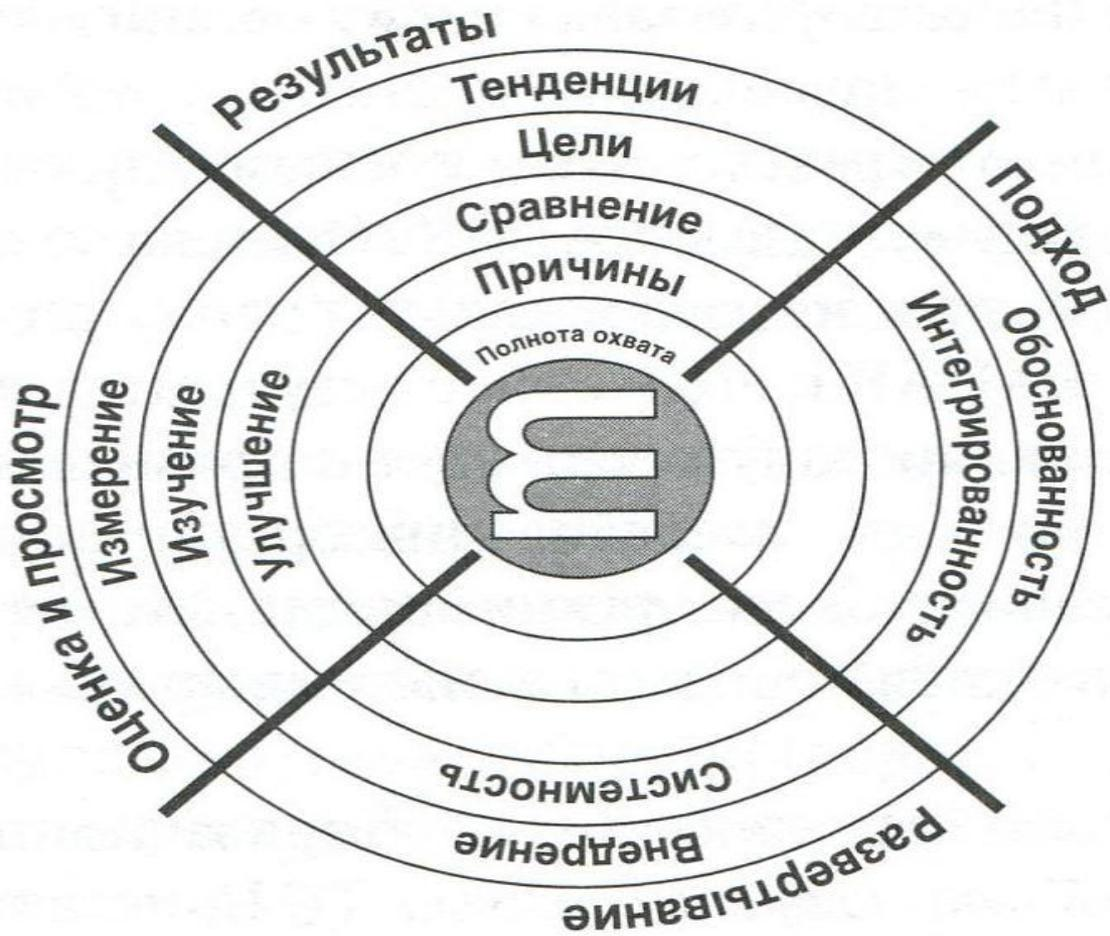 Результаты
Тенденции
Цели
Сравнение
Причины
Полнота охвата
Подход
Обоснованность
Интегрированность
Развертывание
Внедрение
Системность
Оценка и просмотр
Измерение
Изучение
Улучшение